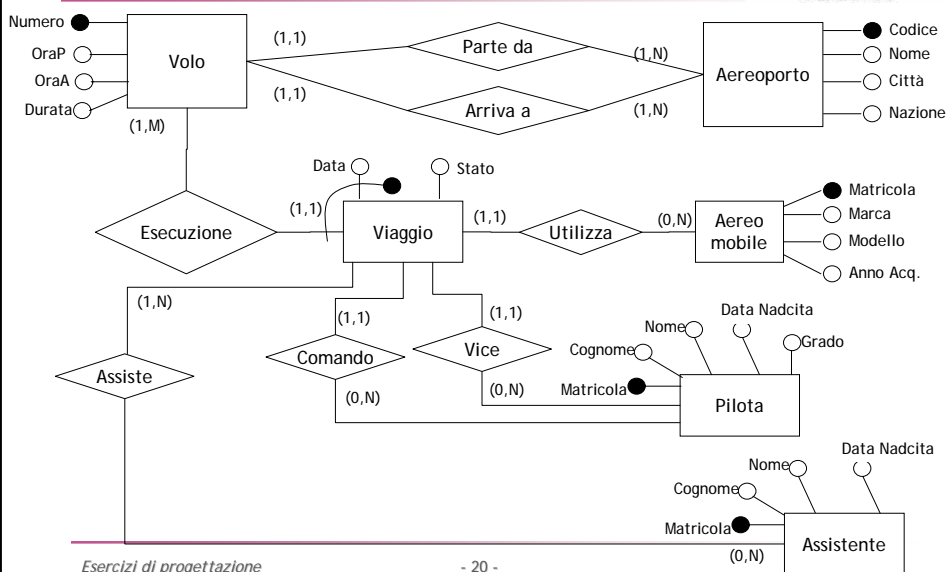 Numero
OraP
OraA
Durata
Volo
(1,1)
(1,1)
(1,M)
Parte da
Arriva a
(1,N)
(1,N)
Aereoporto
Codice
Nome
Città
Nazione
Esecuzione
(1,1)
Data
Stato
Viaggio
(1,1)
Utilizza
(0,N)
Aereo
mobile
Matricola
Marca
Modello
Anno Acq.
(1,N)
Assiste
(1,1)
Comando
(0,N)
(1,1)
Vice
(0,N)
Data Nadcita
Nome
Grado
Cognome
Matricola
Pilota
Data Nadcita
Nome
Cognome
Matricola
Assistente
(0,N)
Esercizi di progettazione
- 20 -